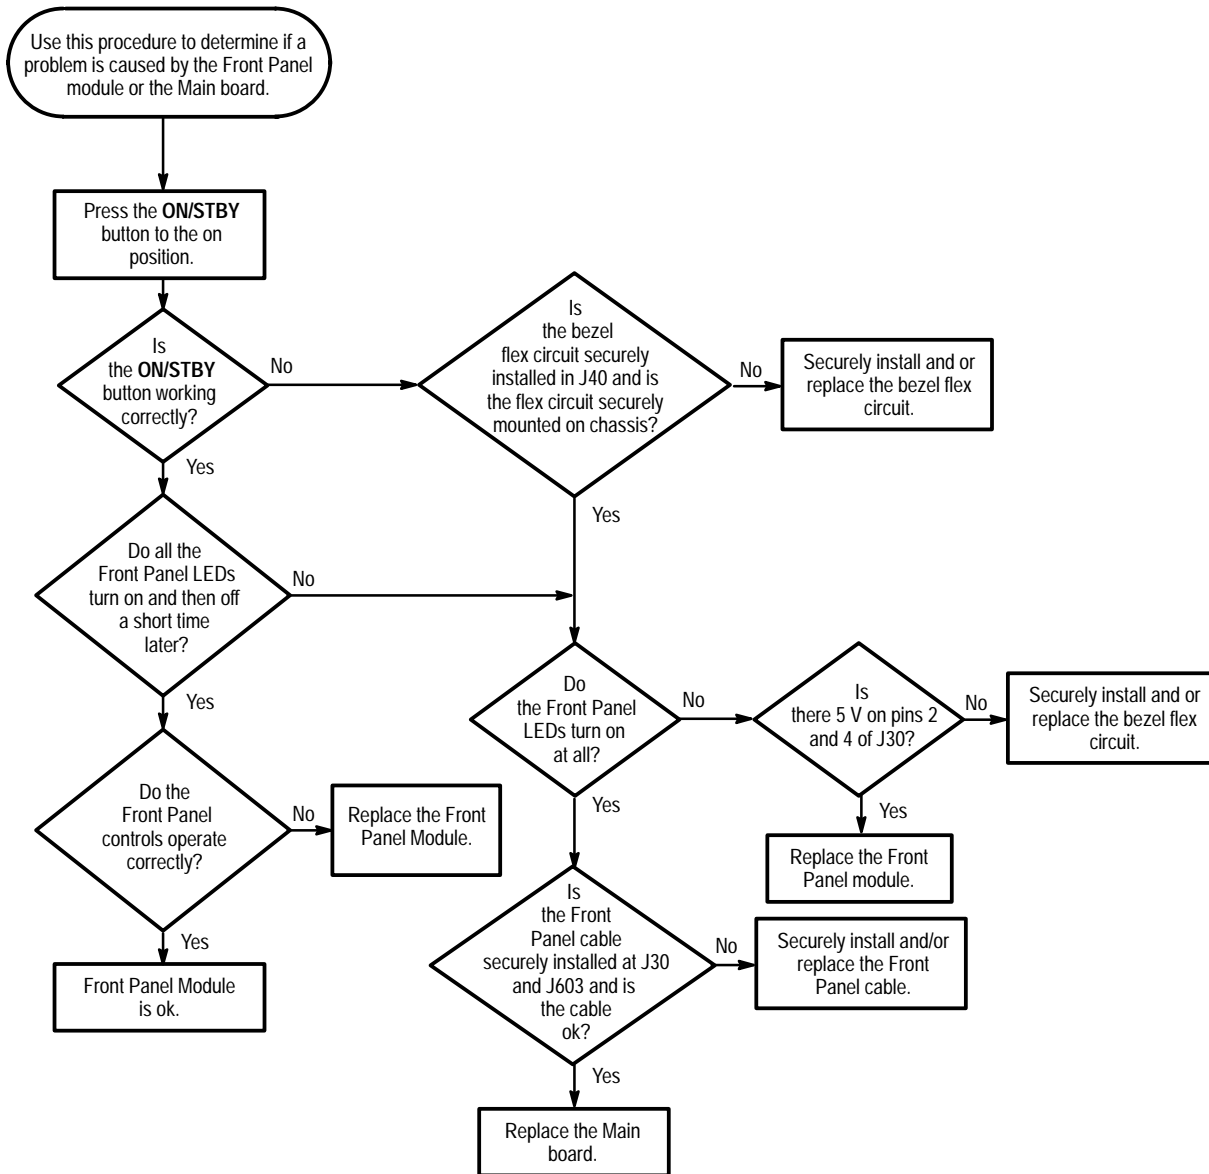 Use this procedure to determine if a
problem is caused by the Front Panel
module or the Main board.
Press the ON/STBY
button to the on
position.
Is
the ON/STBY
button working
correctly?
No
Is
the bezel
flex circuit securely
installed in J40 and is
the flex circuit securely
mounted on chassis?
No
Securely install and or
replace the bezel flex
circuit.
Yes
Yes
Do all the
Front Panel LEDs
turn on and then off
a short time
later?
No
Yes
Do
the Front Panel
LEDs turn on
at all?
No
Is
there 5 V on pins 2
and 4 of J30?
No
Securely install and or
replace the bezel flex
circuit.
Yes
Replace the Front
Panel module.
Do the
Front Panel
controls operate
correctly?
No
Replace the Front
Panel Module.
Yes
Yes
Front Panel Module
is ok.
Is
the Front
Panel cable
securely installed at J30
and J603 and is
the cable
ok?
No
Securely install and/or
replace the Front
Panel cable.
Yes
Replace the Main
board.